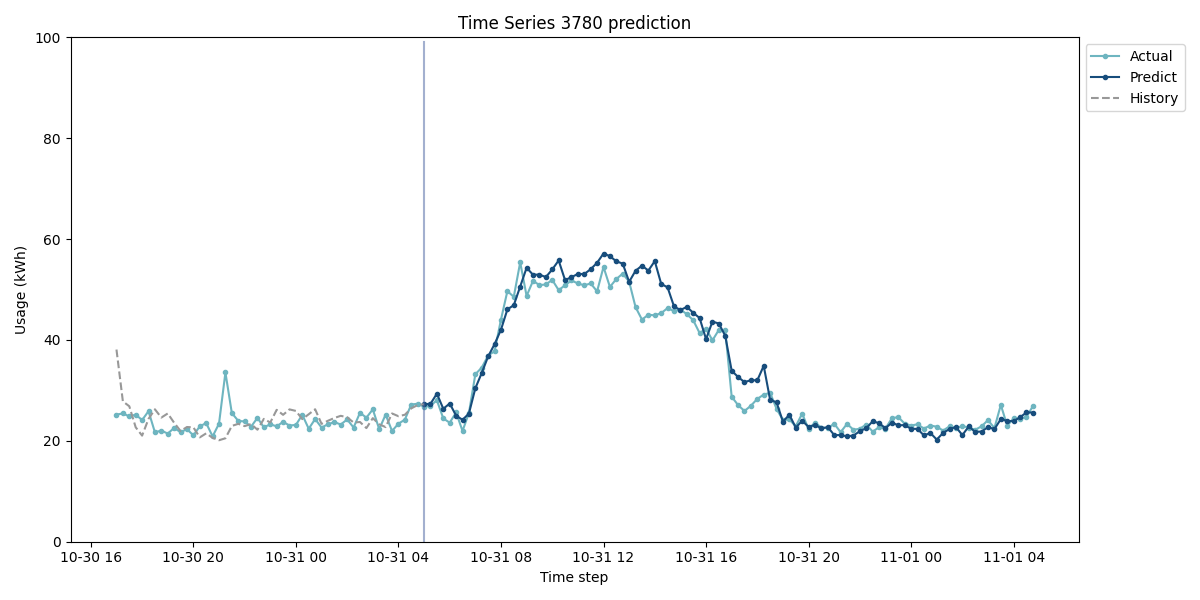 Time Series 3780 prediction
100
80
60
40
20
0
Usage (kWh)
10-30 16
10-30 20
10-31 00
10-31 04
10-31 08
10-31 12
10-31 16
10-31 20
11-01 00
11-01 04
Time step
Actual
Predict
History